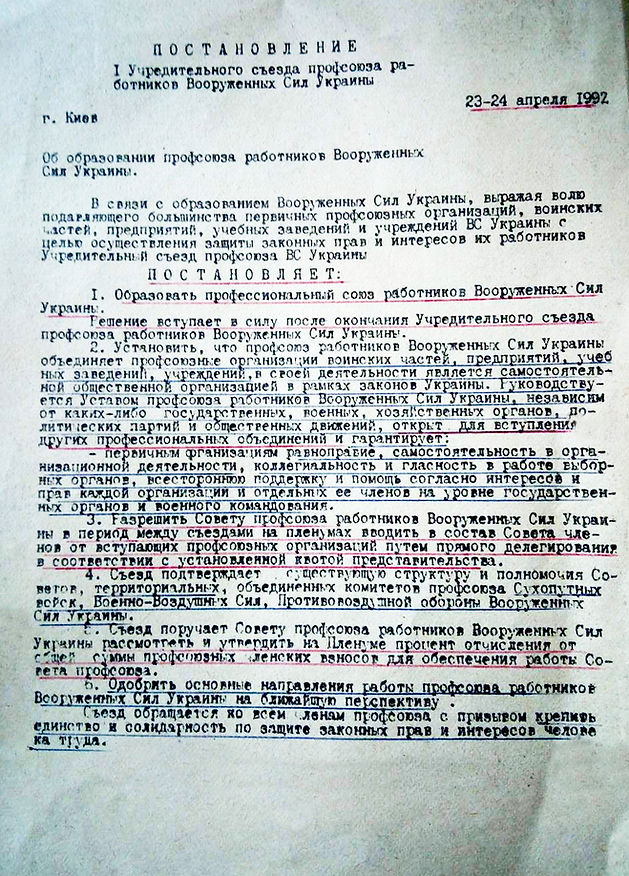 ПОСТАНОВЛЕНИЕ
I Учредительного съезда профсоюза ра-
ботников Вооруженных Сил Украины
23-24 апреля 1992
г. Киев
Об образовании профсоюза работников Вооруженных
Сил Украины.
В связи с образованием Вооруженных Сил Украины, выражая волю
подавляющего большинства первичных профсоюзных организаций, воинских
частей, предприятий, учебных заведений и учреждений ВС Украины с
целью осуществления защиты законных прав и интересов их работников
Учредительный съезд профсоюза ВС Украины
ПОСТАНОВЛЯЕТ:
I. Образовать профессиональный союз работников Вооруженных Сил
Украины.
Решение вступает в силу после окончания Учредительного съезда
профсоюза работников Вооруженных Сил Украины.
2. Установить, что профсоюз работников Вооруженных Сил Украины
объединяет профсоюзные организации воинских частей, предприятий, учеб
ных заведений, учреждений,в своей деятельности является самостоятель-
ной общественной организацией в рамках законов Украины. Руководству-
ется Уставом профсоюза работников Вооруженных Сил Украины, независим
от каких-либо государственных, военных, хозяйственных органов, по-
литических партий и общественных движений, открыт для вступления
других профессиональных объединений и гарантирует:
- первичным организациям равноправие, самостоятельность в орга-
низационной деятельности, коллегиальность и гласность в работе выбор-
ных органов, всестороннюю поддержку и помощь согласно интересов и
прав каждой организации и отдельных ее членов на уровне государствен-
ных органов и военного командования.
3. Разрешить Совету профсоюза работников Вооруженных Сил Украи-
ны в период между съездами на пленумах вводить в состав Совета чле-
нов от вступающих профсоюзных организаций путем прямого делегирования
в соответствии с установленной квотой представительства.
4. Съезд подтверждает существующую структуру и полномочия Со-
ветов, территориальных, объединенных комитетов профсоюза Сухопутных
войск, Военно-Воздушных Сил, Противовоздушной обороны Вооруженных
Сил Украины.
5. Съезд поручает Совету профсоюза работников Вооруженных Сил
Украины рассмотреть и утвердить на Пленуме процент отчисления от
общей суммы профсоюзных членских взносов для обеспечения работы Со-
вета профсоюза.
6. Одобрить основные направления работы профсоюза работников
Вооруженных Сил Украины на ближайшую перспективу .
Съезд обращается ко всем членам профсоюза с призывом крепить
единство и солидарность по защите законных прав и интересов челове
ка труда.